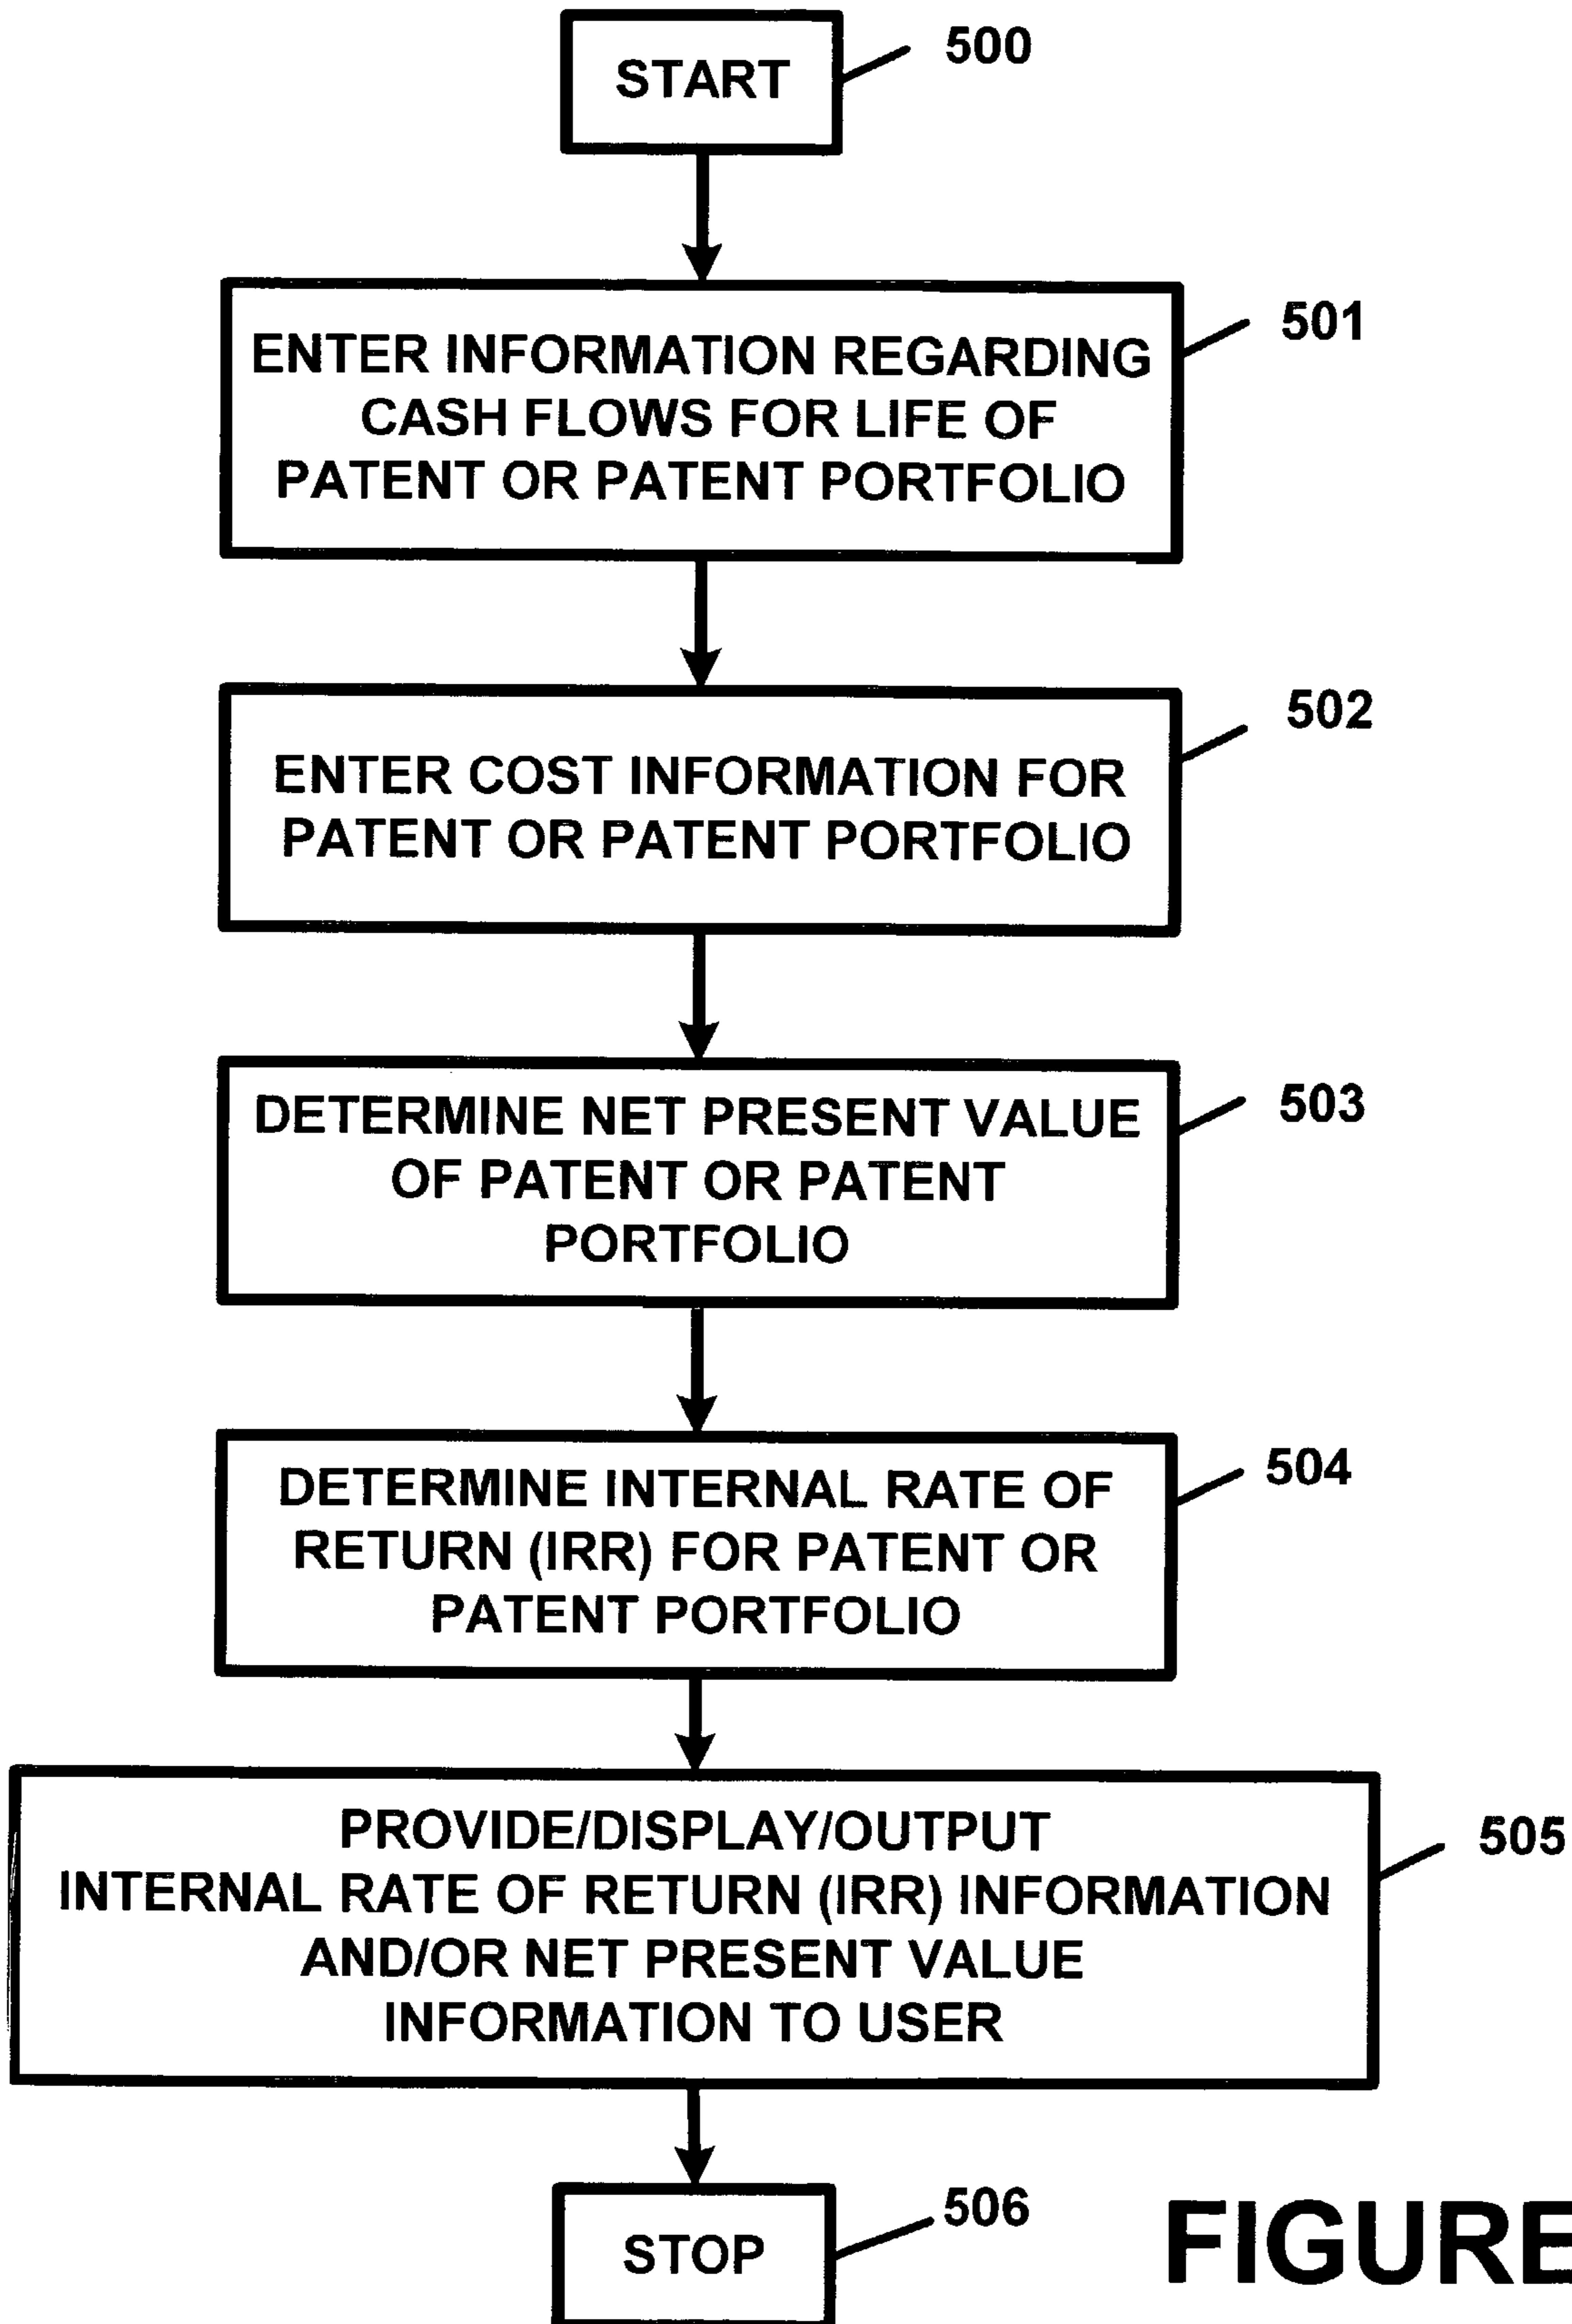 START
500
ENTER INFORMATION REGARDING
CASH FLOWS FOR LIFE OF
PATENT OR PATENT PORTFOLIO
501
ENTER COST INFORMATION FOR
PATENT OR PATENT PORTFOLIO
502
DETERMINE NET PRESENT VALUE
OF PATENT OR PATENT
PORTFOLIO
503
DETERMINE INTERNAL RATE OF
RETURN (IRR) FOR PATENT OR
PATENT PORTFOLIO
504
PROVIDE/DISPLAY/OUTPUT
INTERNAL RATE OF RETURN (IRR) INFORMATION
AND/OR NET PRESENT VALUE
INFORMATION TO USER
505
STOP
506
FIGURE